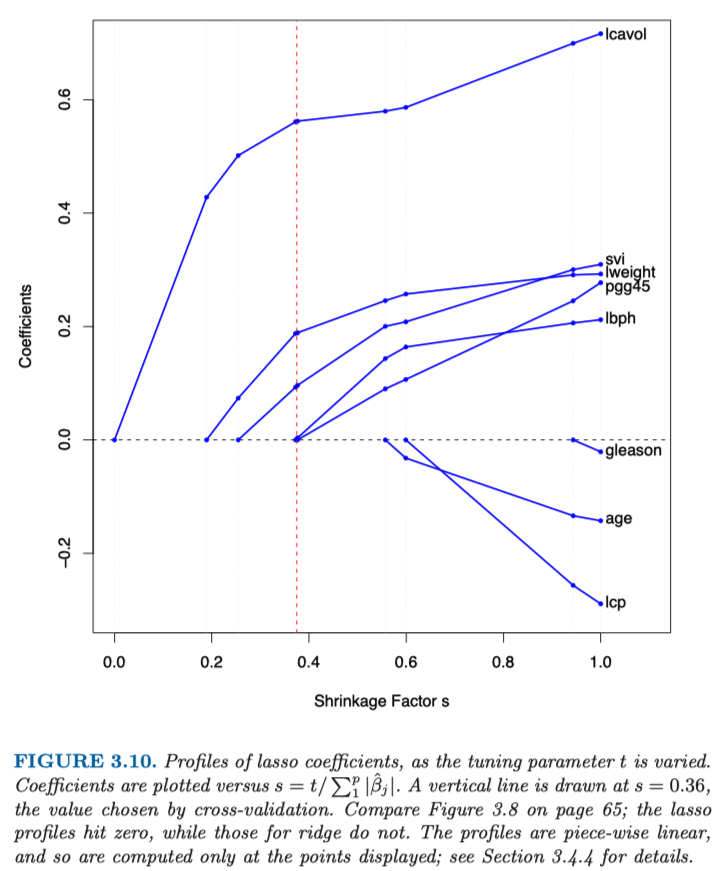 lcavol
0.6
0.4
svi
lweight
pgg45
Coefficients
0.2
lbph
0.0
gleason
age
−0.2
lcp
0.0 0.2 0.4 0.6 0.8 1.0
Shrinkage Factor s
FIGURE 3.10. Profiles of lasso coefficients, as the tuning parameter t is varied.
Coefficients are plotted versus s = t/∑₁ᵖ |β̂ⱼ|. A vertical line is drawn at s = 0.36,
the value chosen by cross-validation. Compare Figure 3.8 on page 65; the lasso
profiles hit zero, while those for ridge do not. The profiles are piece-wise linear,
and so are computed only at the points displayed; see Section 3.4.4 for details.